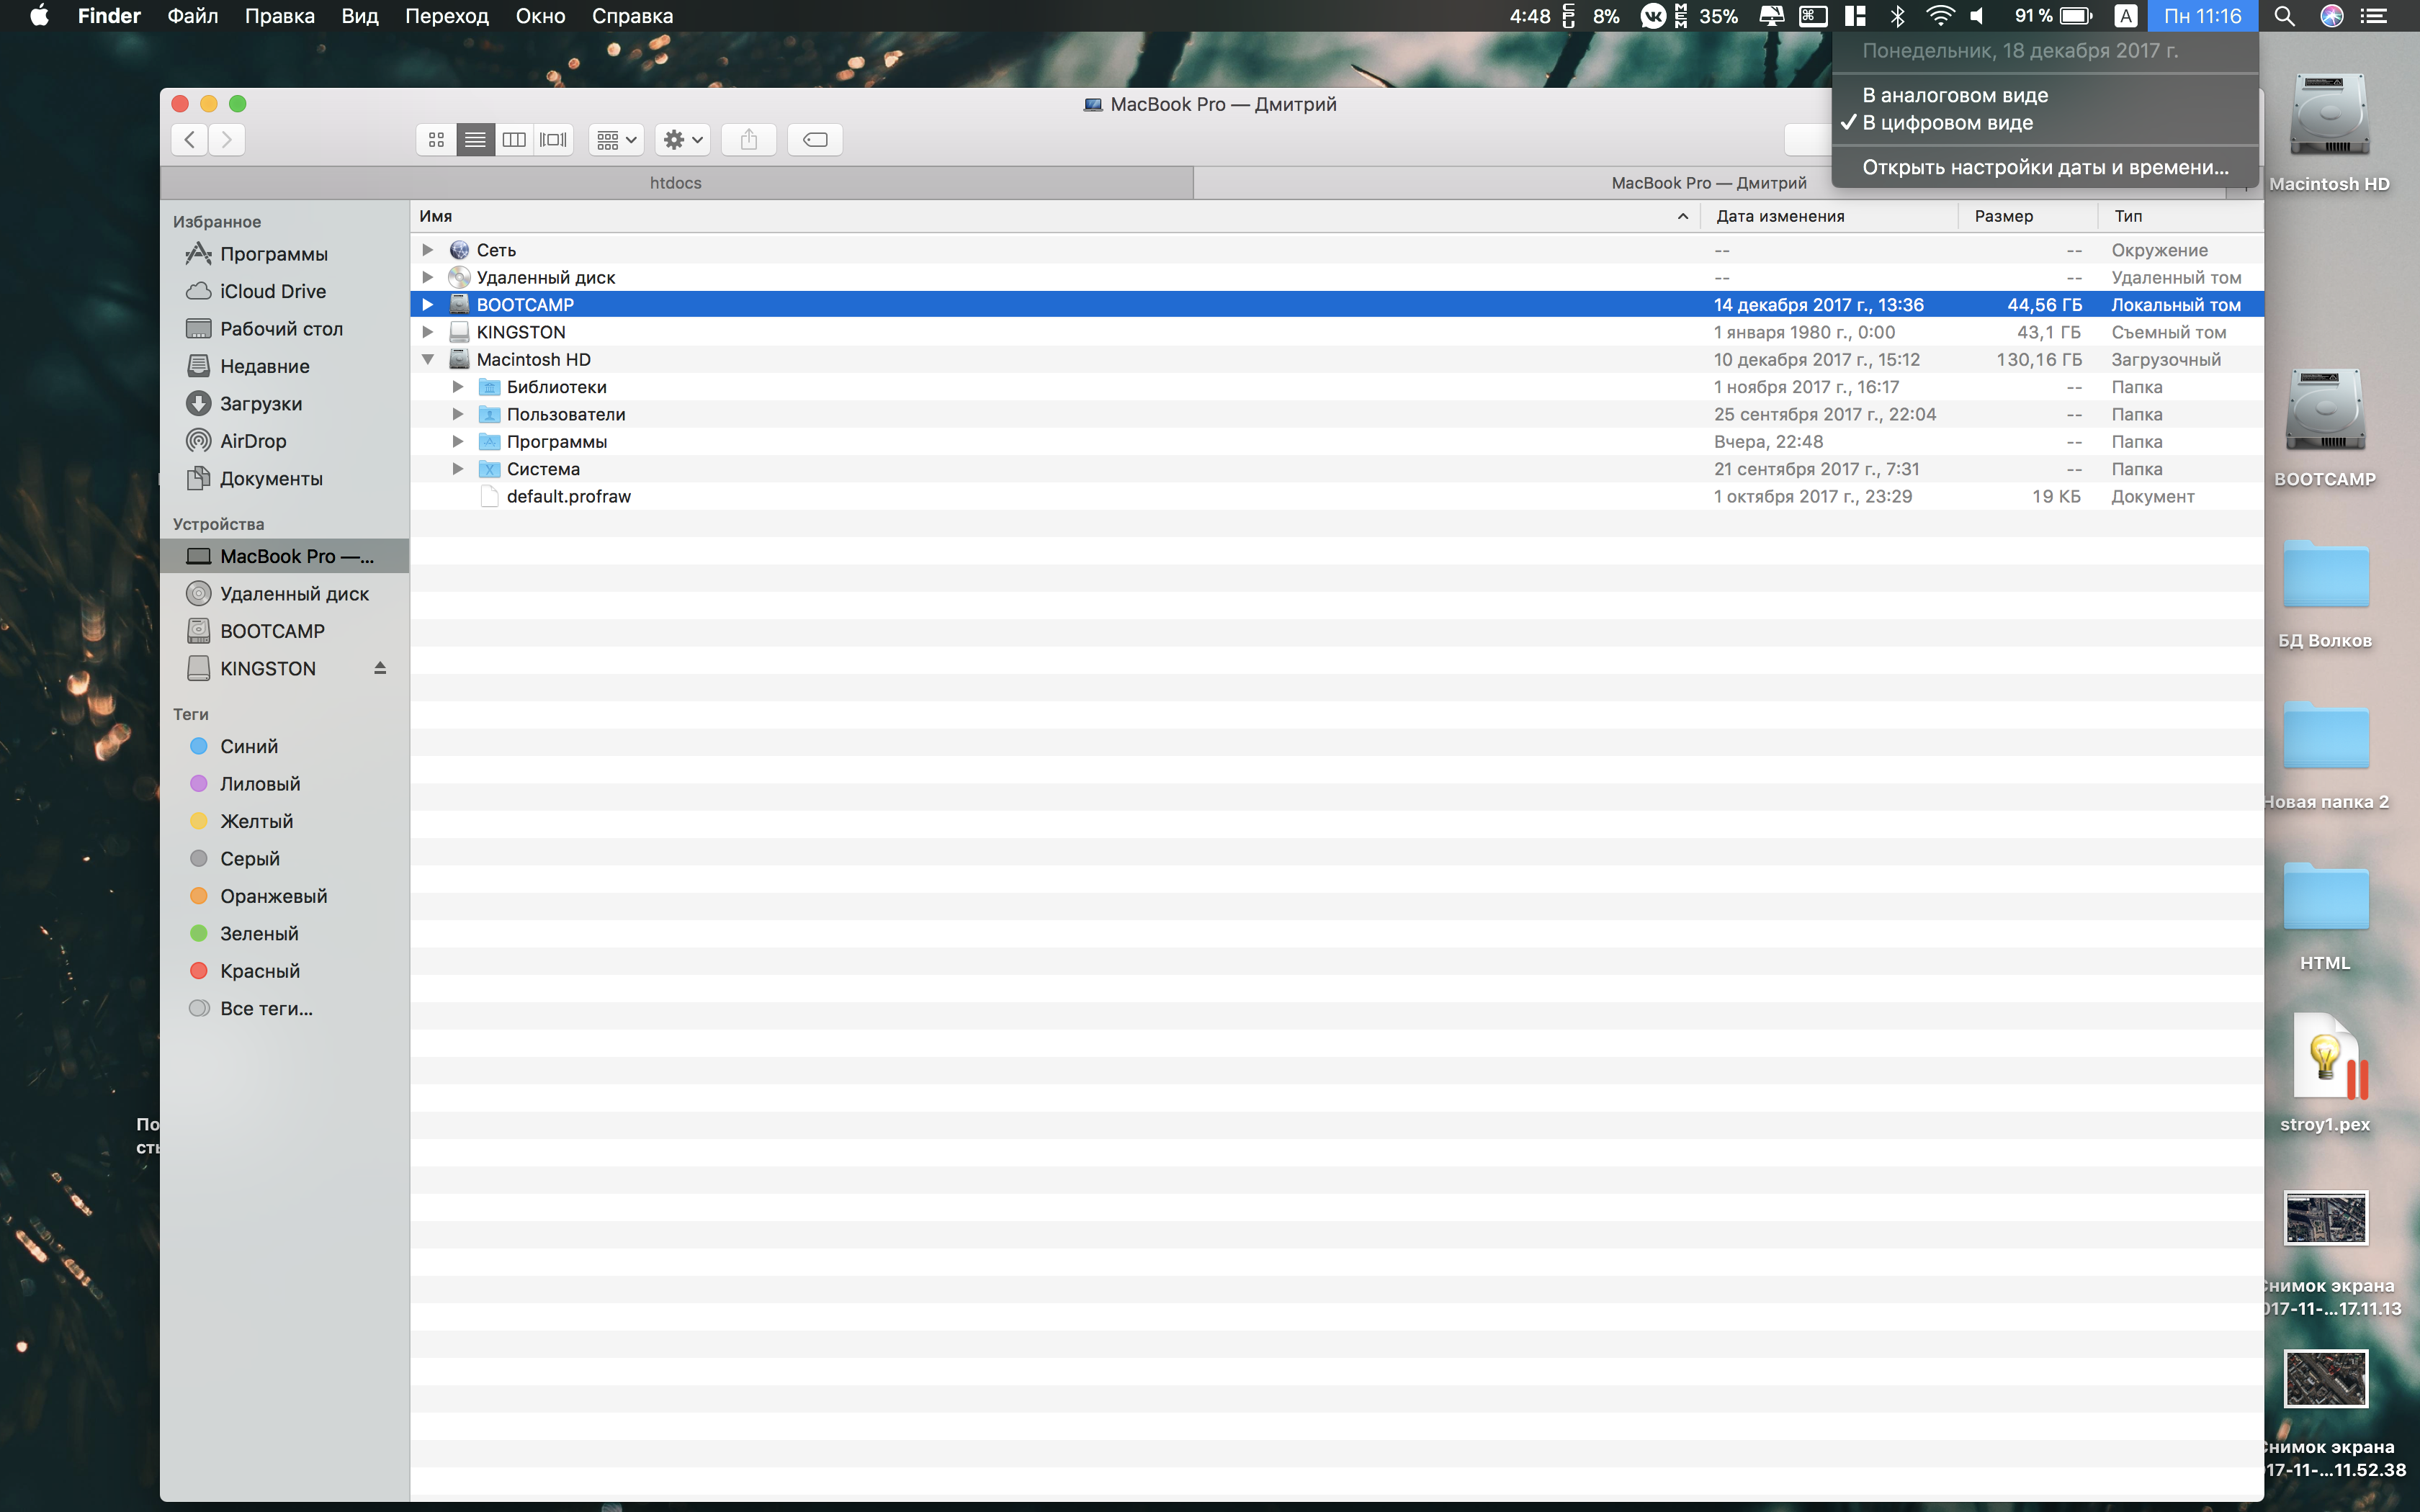 Finder Файл Правка Вид Переход Окно Справка 4:48 CPU 8% MEM 35% 91 % A Пн 11:16
Понедельник, 18 декабря 2017 г.
В аналоговом виде
✓ В цифровом виде
Открыть настройки даты и времени...
MacBook Pro — Дмитрий
htdocs
MacBook Pro — Дмитрий
Избранное
Программы
iCloud Drive
Рабочий стол
Недавние
Загрузки
AirDrop
Документы
Устройства
MacBook Pro —...
Удаленный диск
BOOTCAMP
KINGSTON
Теги
Синий
Лиловый
Желтый
Серый
Оранжевый
Зеленый
Красный
Все теги...
Имя Дата изменения Размер Тип
Сеть -- -- Окружение
Удаленный диск -- -- Удаленный том
BOOTCAMP 14 декабря 2017 г., 13:36 44,56 ГБ Локальный том
KINGSTON 1 января 1980 г., 0:00 43,1 ГБ Съемный том
Macintosh HD 10 декабря 2017 г., 15:12 130,16 ГБ Загрузочный
Библиотеки 1 ноября 2017 г., 16:17 -- Папка
Пользователи 25 сентября 2017 г., 22:04 -- Папка
Программы Вчера, 22:48 -- Папка
Система 21 сентября 2017 г., 7:31 -- Папка
default.profraw 1 октября 2017 г., 23:29 19 КБ Документ
Macintosh HD
BOOTCAMP
БД Волков
Новая папка 2
HTML
stroy1.pex
Снимок экрана
017-11-...17.11.13
Снимок экрана
17-11-...11.52.38
По
сть